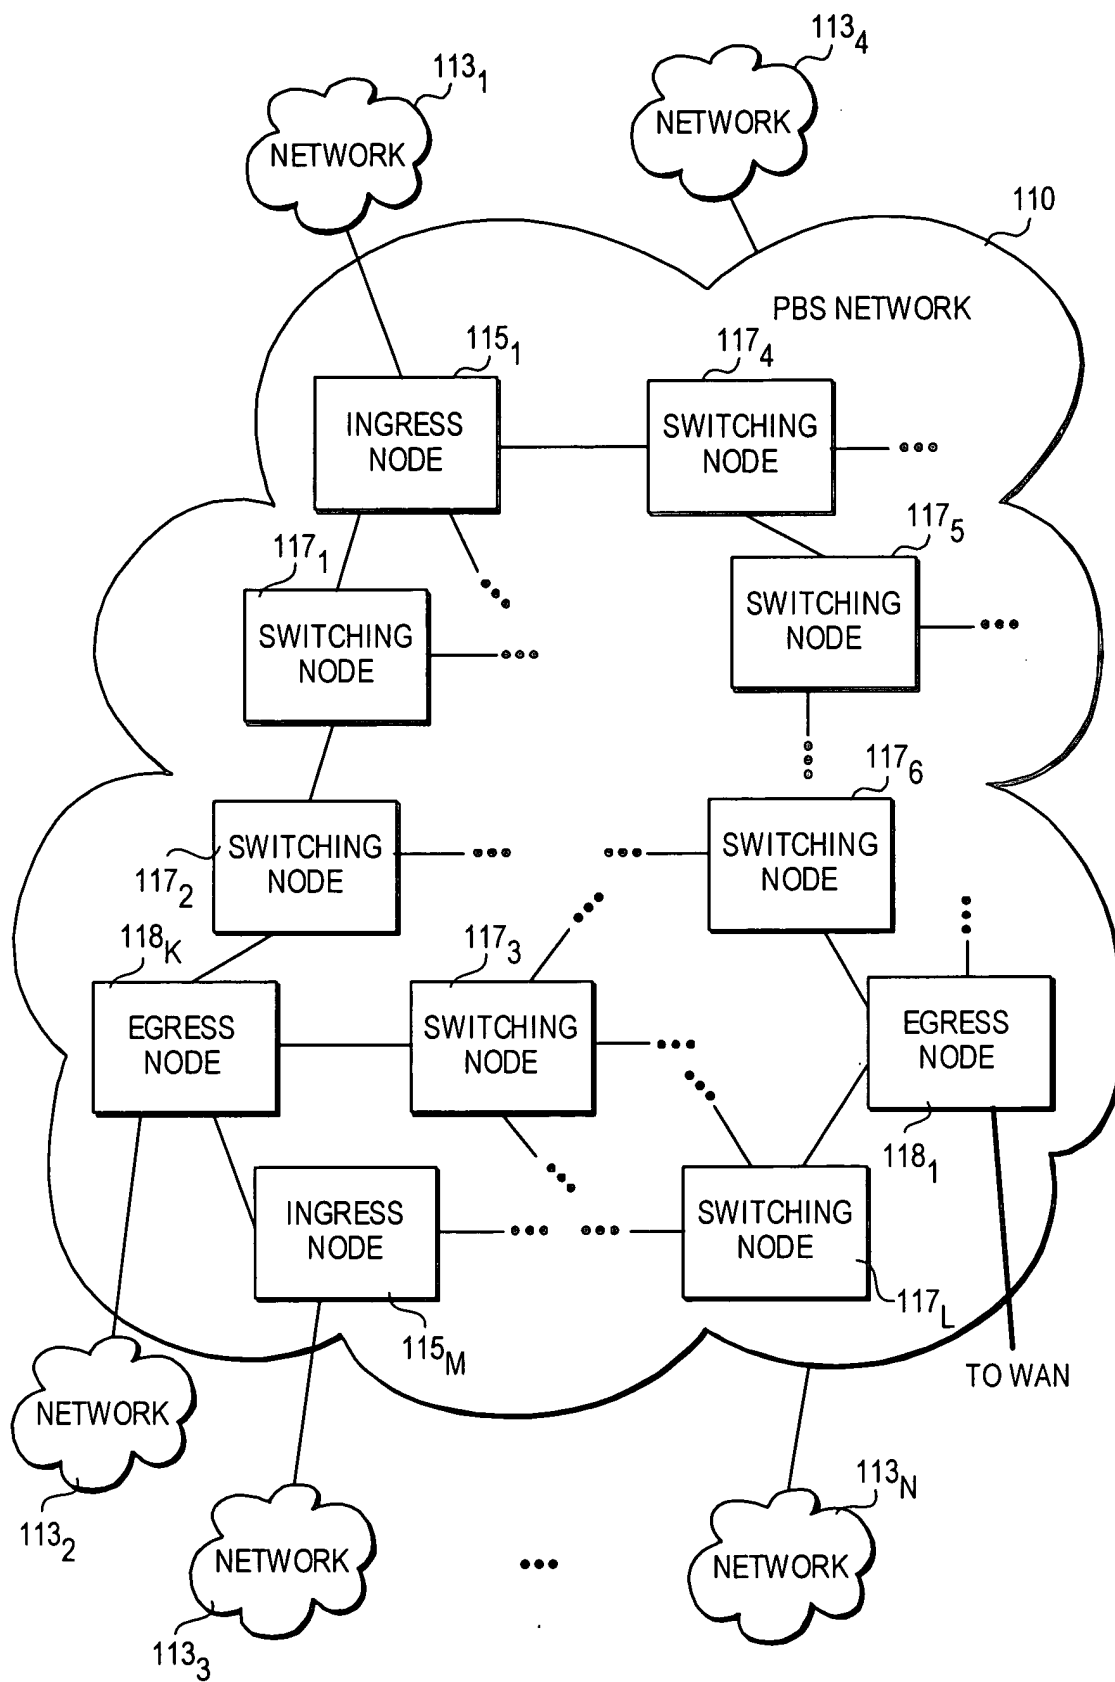 113₄
113₁
NETWORK
NETWORK
110
PBS NETWORK
115₁
117₄
INGRESS
NODE
SWITCHING
NODE
117₅
117₁
SWITCHING
NODE
SWITCHING
NODE
117₆
SWITCHING
NODE
SWITCHING
NODE
117₂
118K
117₃
EGRESS
NODE
SWITCHING
NODE
EGRESS
NODE
118₁
INGRESS
NODE
SWITCHING
NODE
117L
115M
TO WAN
NETWORK
113₂
113N
NETWORK
NETWORK
113₃